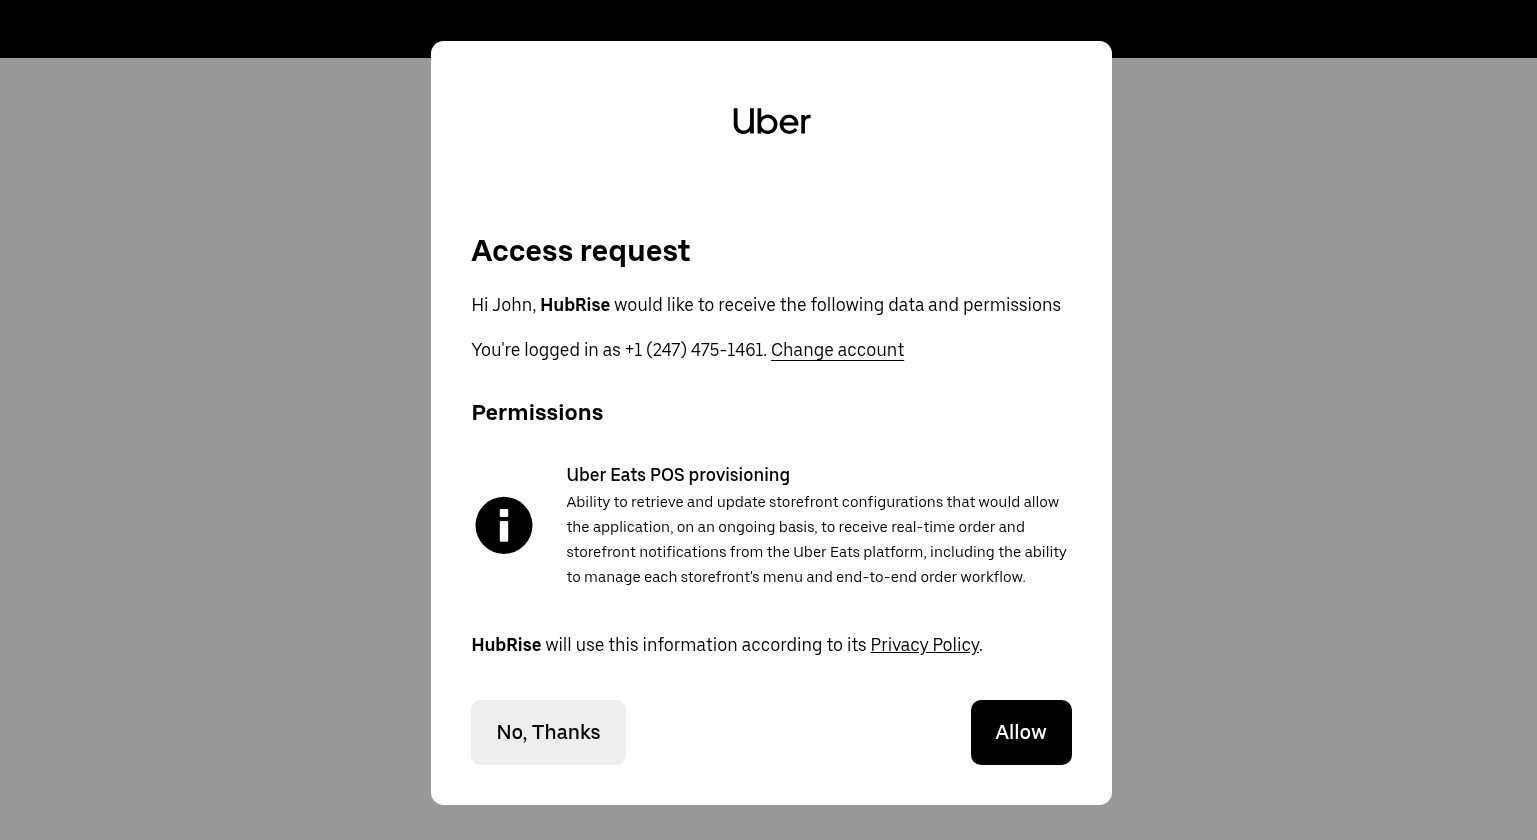 Uber
Access request
Hi John, HubRise would like to receive the following data and permissions
You're logged in as +1 (247) 475-1461. Change account
Permissions
Uber Eats POS provisioning
Ability to retrieve and update storefront configurations that would allow
the application, on an ongoing basis, to receive real-time order and
storefront notifications from the Uber Eats platform, including the ability
to manage each storefront's menu and end-to-end order workflow.
HubRise will use this information according to its Privacy Policy.
No, Thanks
Allow